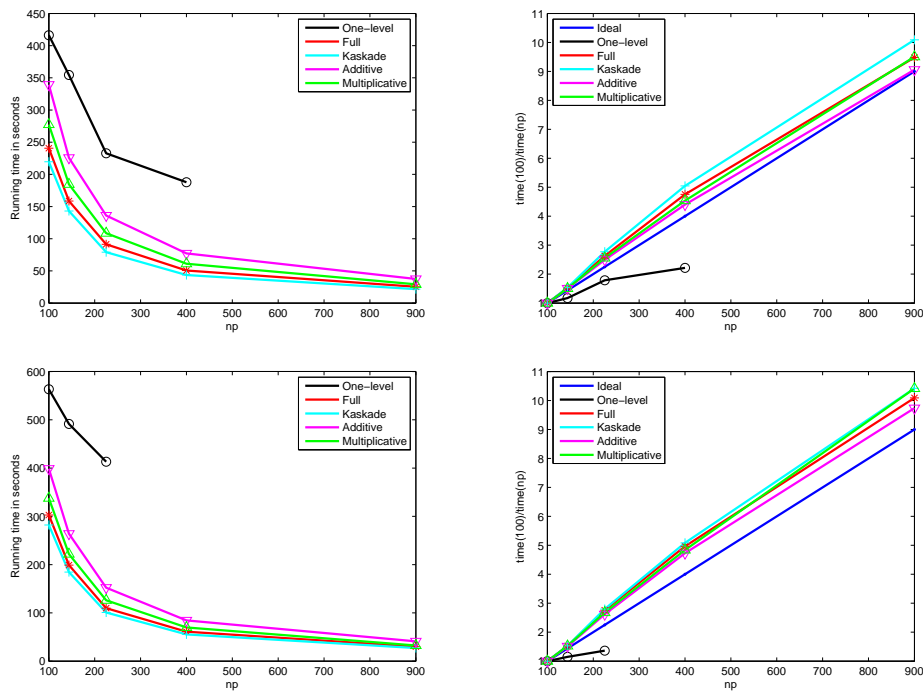 450
400
350
300
250
200
150
100
50
0
Running time in seconds
100 200 300 400 500 600 700 800 900
np
One−level
Full
Kaskade
Additive
Multiplicative
11
10
9
8
7
6
5
4
3
2
1
time(100)/time(np)
100 200 300 400 500 600 700 800 900
np
Ideal
One−level
Full
Kaskade
Additive
Multiplicative
600
500
400
300
200
100
0
Running time in seconds
100 200 300 400 500 600 700 800 900
np
One−level
Full
Kaskade
Additive
Multiplicative
11
10
9
8
7
6
5
4
3
2
1
time(100)/time(np)
100 200 300 400 500 600 700 800 900
np
Ideal
One−level
Full
Kaskade
Additive
Multiplicative